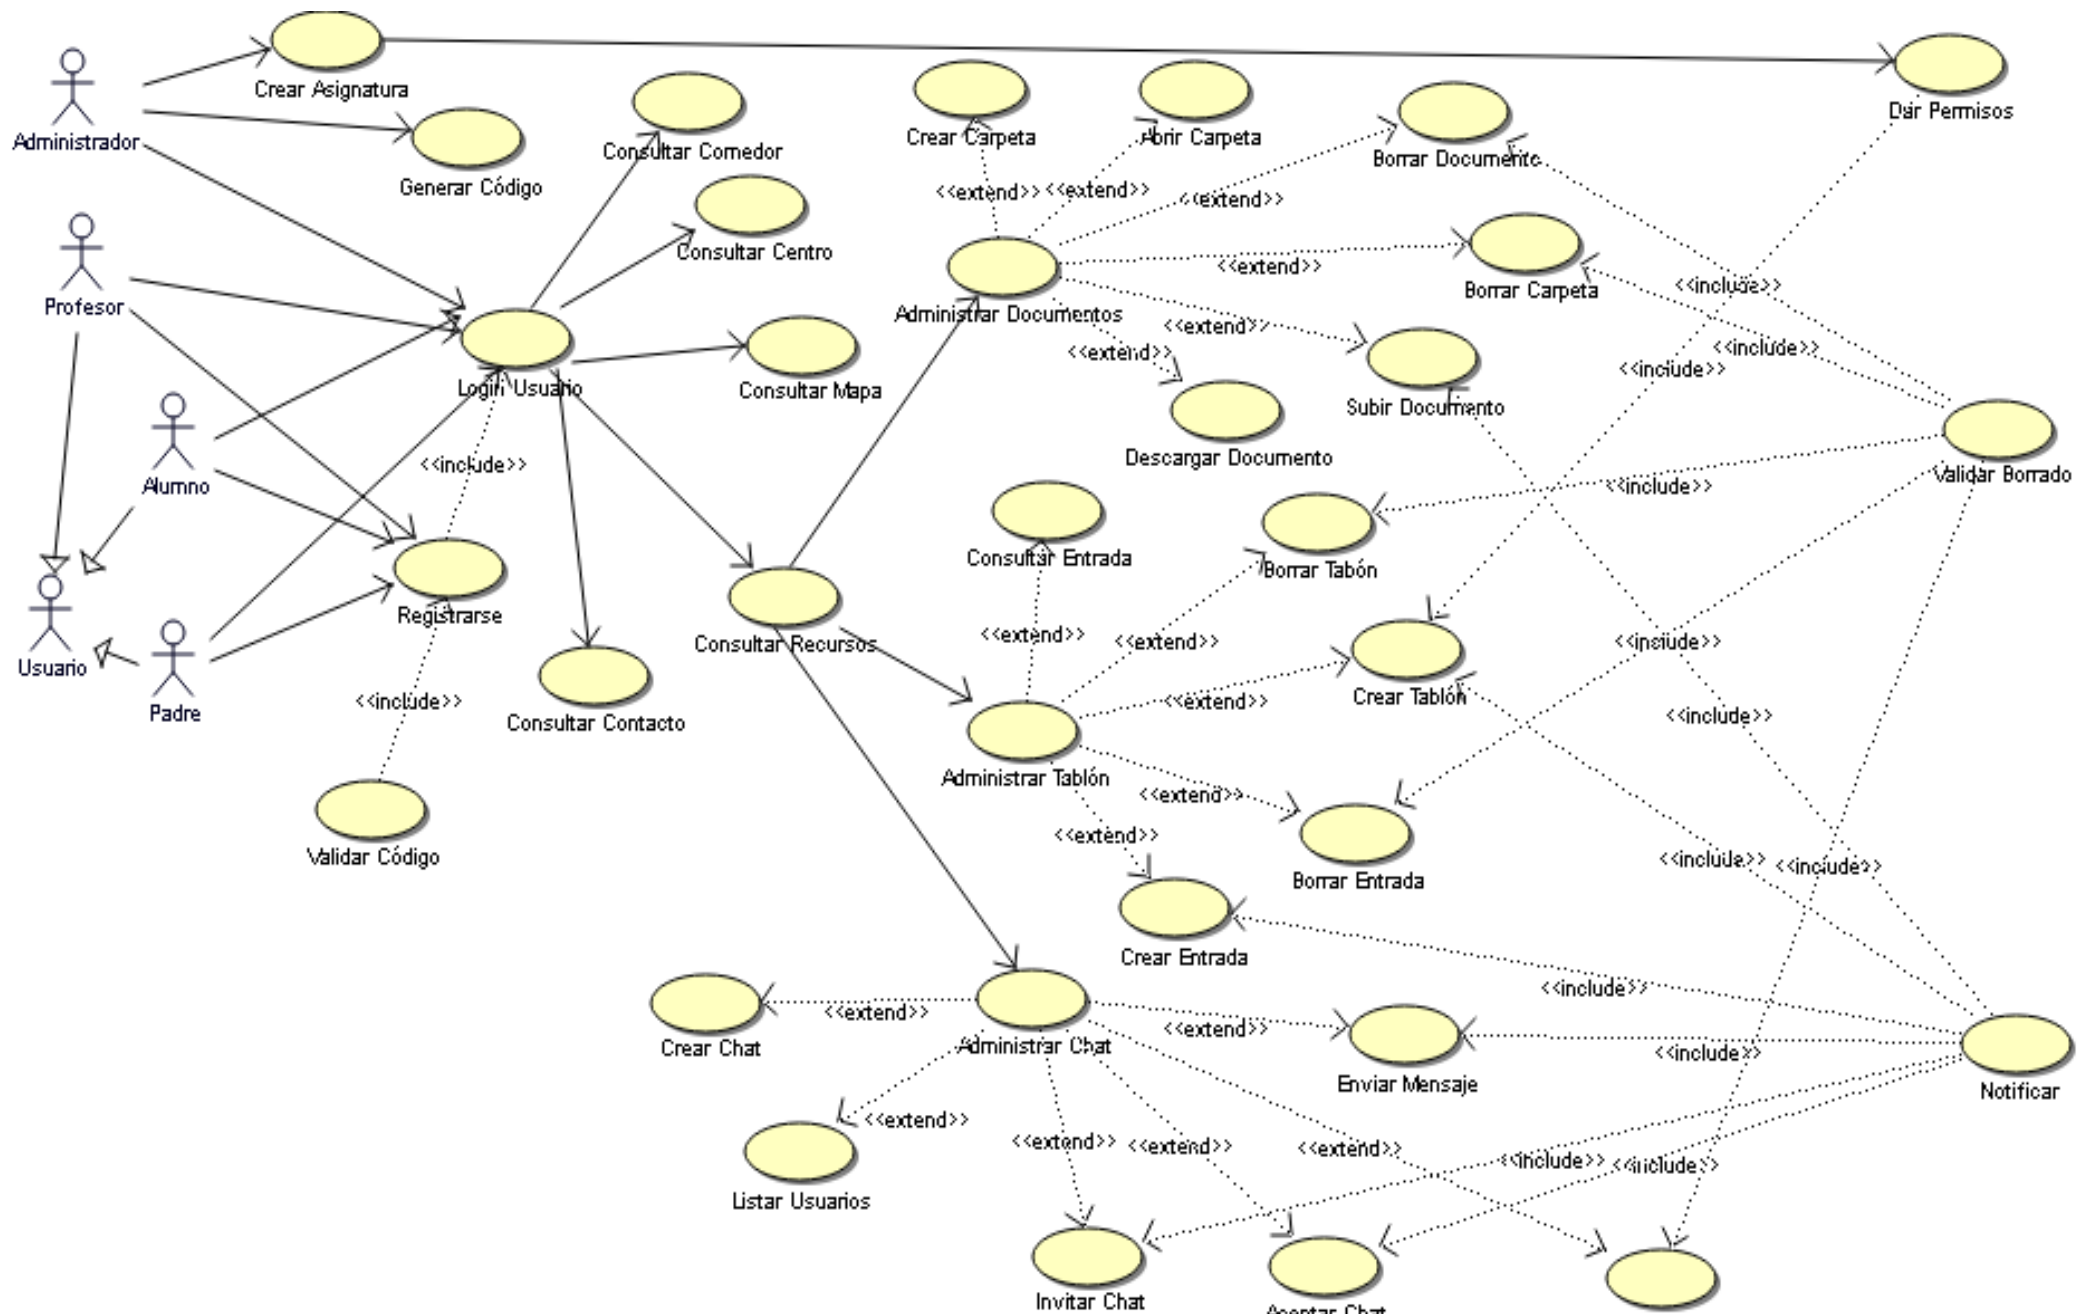 Crear Asignatura
Dar Permisos
Administrador
Generar Código
Consultar Comedor
Crear Carpeta
Abrir Carpeta
Borrar Documento
<<extend>>
<<extend>>
<<extend>>
Profesor
Consultar Centro
Administrar Documentos
<<extend>>
Borrar Carpeta
<<include>>
<<extend>>
<<extend>>
<<include>>
<<include>>
Login Usuario
Consultar Mapa
Subir Documento
Descargar Documento
Alumno
<<include>>
<<include>>
Validar Borrado
Consultar Entrada
Borrar Tabón
Registrarse
Usuario
Padre
Consultar Recursos
<<extend>>
<<extend>>
<<include>>
<<include>>
Consultar Contacto
<<extend>>
Crear Tablón
<<include>>
Administrar Tablón
<<extend>>
<<extend>>
Validar Código
Borrar Entrada
<<include>>
<<include>>
Crear Entrada
<<include>>
Crear Chat
<<extend>>
Administrar Chat
<<extend>>
Enviar Mensaje
<<include>>
Notificar
<<extend>>
Listar Usuarios
<<extend>>
<<extend>>
<<extend>>
<<include>>
<<include>>
Invitar Chat
Aceptar Chat